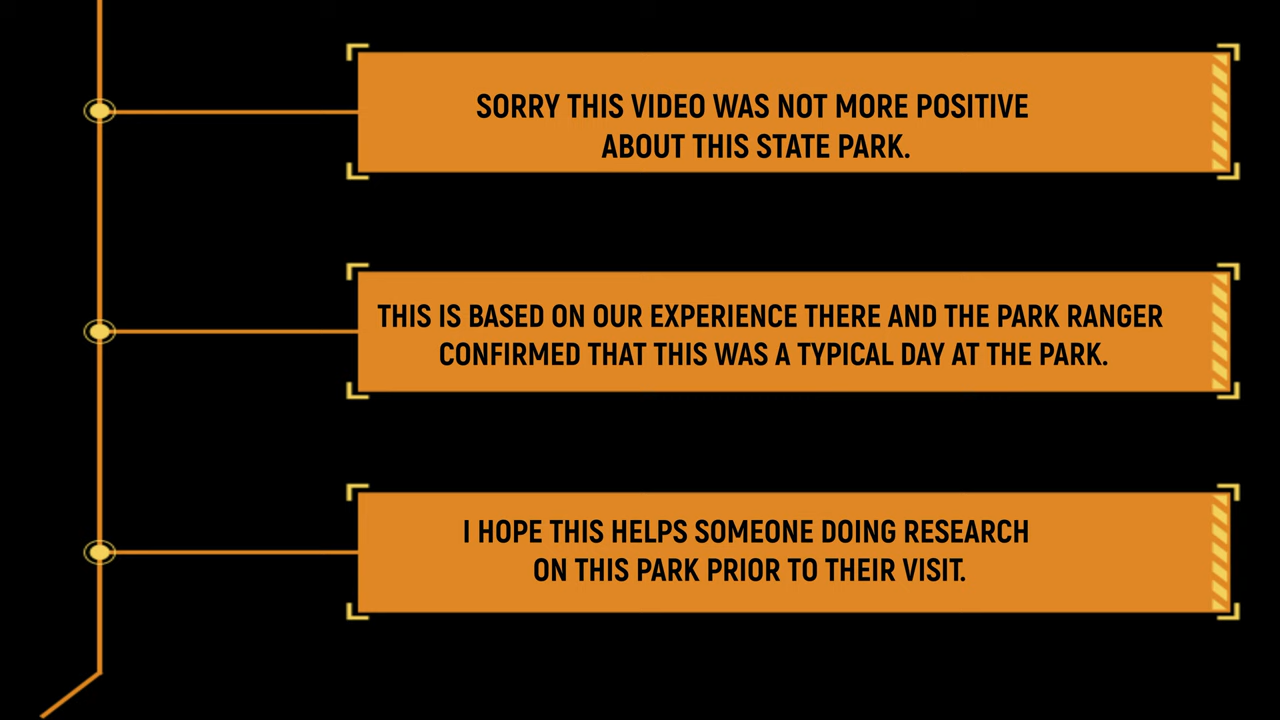 SORRY THIS VIDEO WAS NOT MORE POSITIVE
ABOUT THIS STATE PARK.
THIS IS BASED ON OUR EXPERIENCE THERE AND THE PARK RANGER
CONFIRMED THAT THIS WAS A TYPICAL DAY AT THE PARK.
I HOPE THIS HELPS SOMEONE DOING RESEARCH
ON THIS PARK PRIOR TO THEIR VISIT.